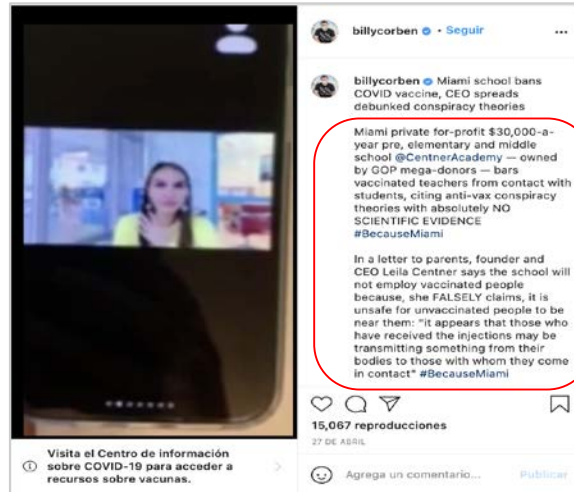 billycorben • Seguir
billycorben Miami school bans
COVID vaccine, CEO spreads
debunked conspiracy theories
Miami private for-profit $30,000-a-
year pre, elementary and middle
school @CentnerAcademy — owned
by GOP mega-donors — bars
vaccinated teachers from contact with
students, citing anti-vax conspiracy
theories with absolutely NO
SCIENTIFIC EVIDENCE
#BecauseMiami
In a letter to parents, founder and
CEO Leila Centner says the school will
not employ vaccinated people
because, she FALSELY claims, it is
unsafe for unvaccinated people to be
near them: "it appears that those who
have received the injections may be
transmitting something from their
bodies to those with whom they come
in contact" #BecauseMiami
15,067 reproducciones
27 DE ABRIL
Agrega un comentario... Publicar
Visita el Centro de información
sobre COVID-19 para acceder a
recursos sobre vacunas.